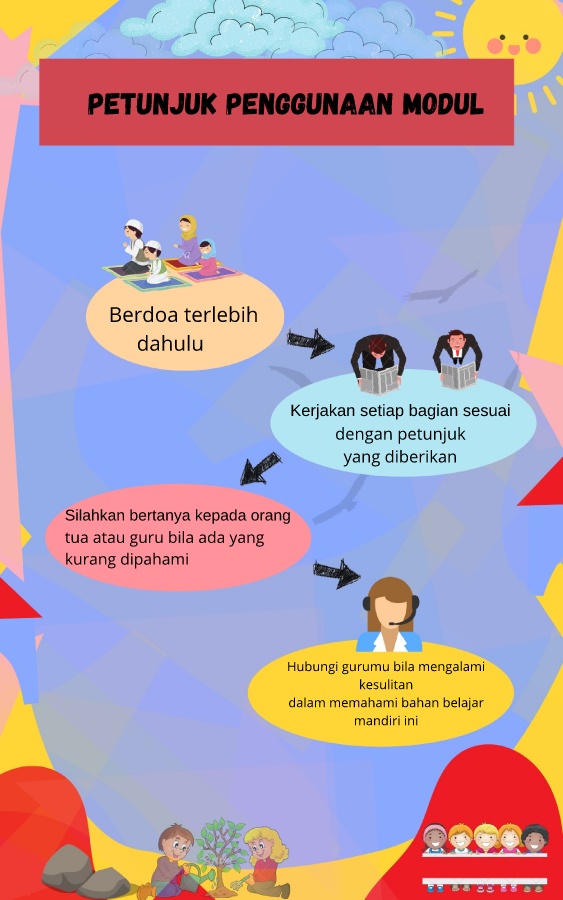 PETUNJUK PENGGUNAAN MODUL
Berdoa terlebih
dahulu
Kerjakan setiap bagian sesuai
dengan petunjuk
yang diberikan
Silahkan bertanya kepada orang
tua atau guru bila ada yang
kurang dipahami
Hubungi gurumu bila mengalami
kesulitan
dalam memahami bahan belajar
mandiri ini